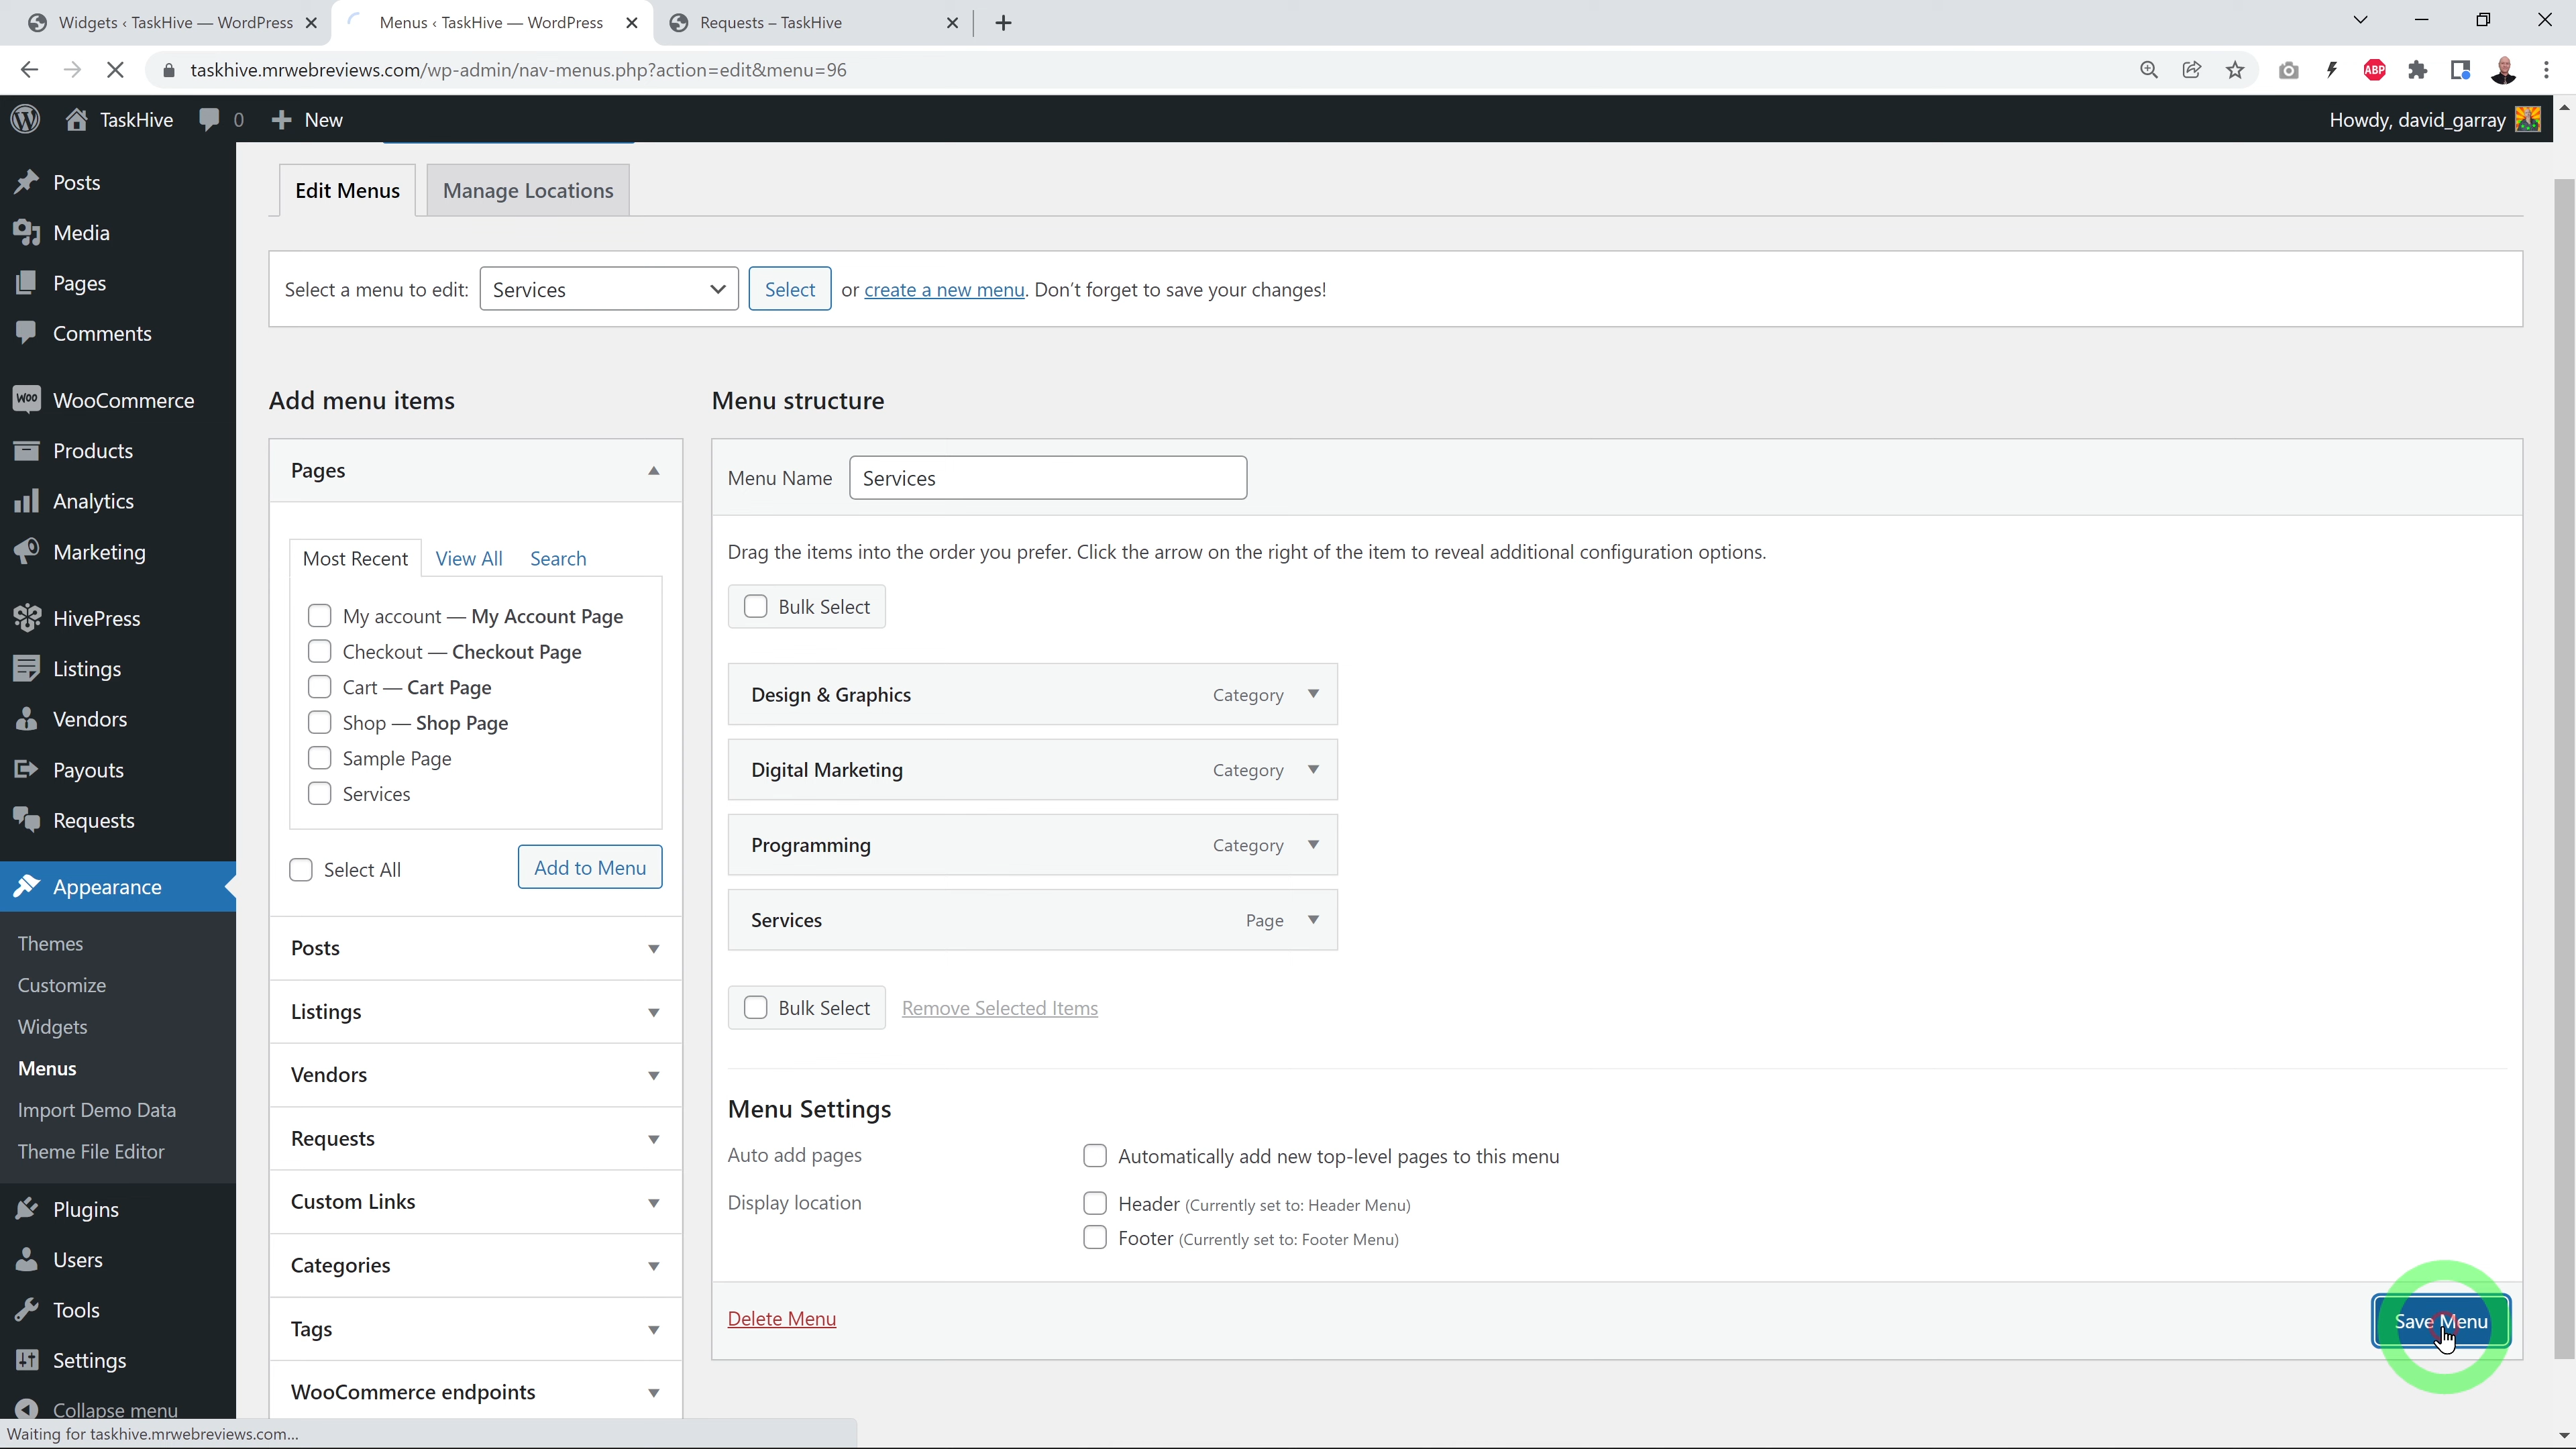 Widgets ‹ TaskHive — WordPress
Menus ‹ TaskHive — WordPress
Requests – TaskHive
taskhive.mrwebreviews.com/wp-admin/nav-menus.php?action=edit&menu=96
ABP
TaskHive
0
New
Howdy, david_garray
Posts
Media
Pages
Comments
WOO
WooCommerce
Products
Analytics
Marketing
HivePress
Listings
Vendors
Payouts
Requests
Appearance
Themes
Customize
Widgets
Menus
Import Demo Data
Theme File Editor
Plugins
Users
Tools
Settings
Collapse menu
Edit Menus
Manage Locations
Select a menu to edit: Services Select or create a new menu. Don't forget to save your changes!
Add menu items
Pages
Most Recent View All Search
My account — My Account Page
Checkout — Checkout Page
Cart — Cart Page
Shop — Shop Page
Sample Page
Services
Select All Add to Menu
Posts
Listings
Vendors
Requests
Custom Links
Categories
Tags
WooCommerce endpoints
Menu structure
Menu Name Services
Drag the items into the order you prefer. Click the arrow on the right of the item to reveal additional configuration options.
Bulk Select
Design & Graphics Category
Digital Marketing Category
Programming Category
Services Page
Bulk Select Remove Selected Items
Menu Settings
Auto add pages Automatically add new top-level pages to this menu
Display location Header (Currently set to: Header Menu)
Footer (Currently set to: Footer Menu)
Delete Menu Save Menu
Waiting for taskhive.mrwebreviews.com...